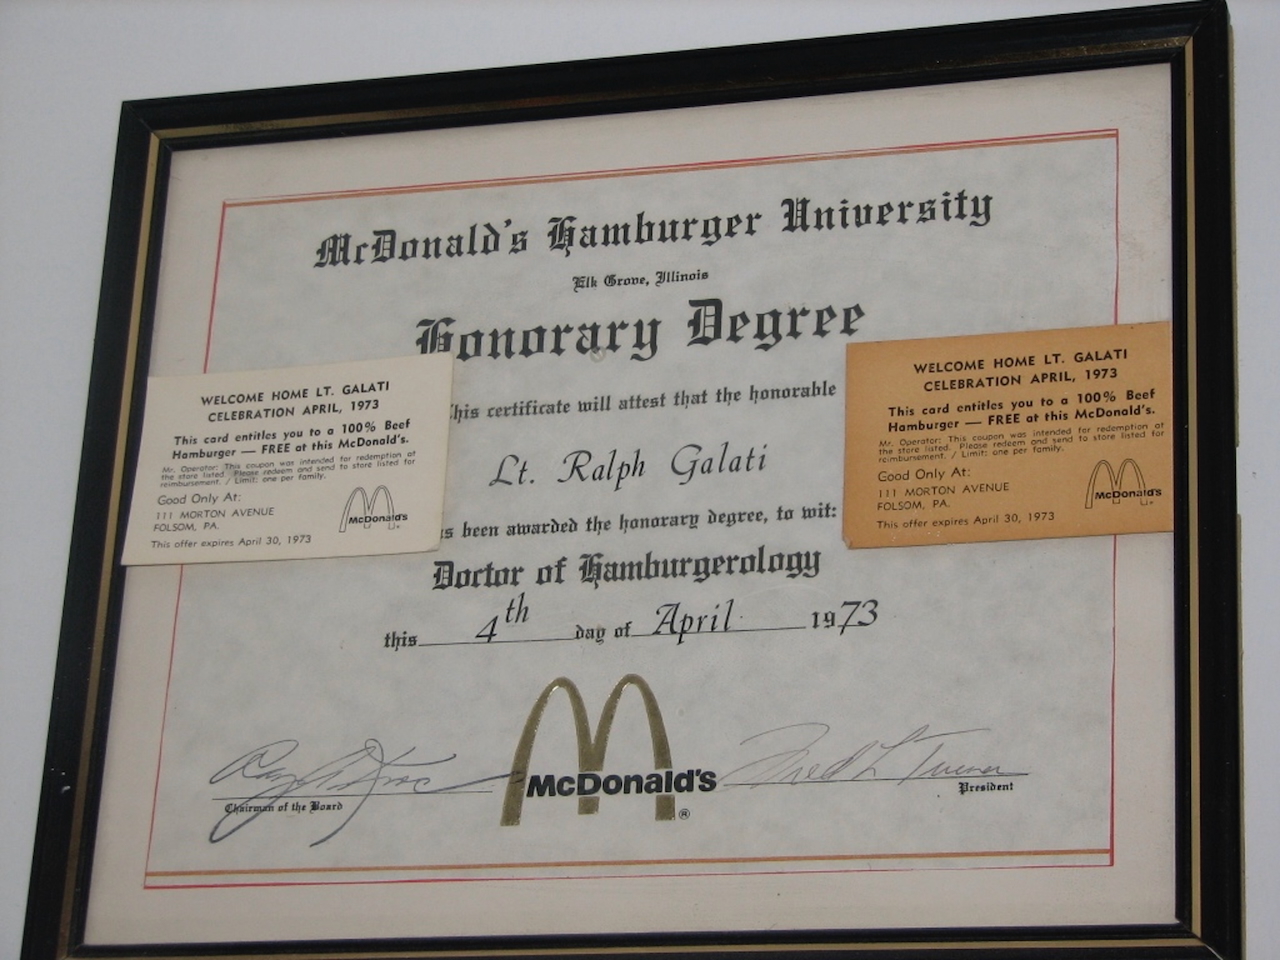 McDonald's Hamburger University
Elk Grove, Illinois
Honorary Degree
his certificate will attest that the honorable
Lt. Ralph Galati
s been awarded the honorary degree, to wit:
Doctor of Hamburgerology
this 4th day of April 1973
Ray A Kroc
Chairman of the Board
McDonald's
®
Fred L Turner
President
WELCOME HOME LT. GALATI
CELEBRATION APRIL, 1973
This card entitles you to a 100% Beef
Hamburger — FREE at this McDonald's.
Mr. Operator: This coupon was intended for redemption at
the store listed. Please redeem and send to store listed for
reimbursement. / Limit: one per family.
Good Only At:
111 MORTON AVENUE
FOLSOM, PA.
McDonald's
®
This offer expires April 30, 1973
WELCOME HOME LT. GALATI
CELEBRATION APRIL, 1973
This card entitles you to a 100% Beef
Hamburger — FREE at this McDonald's.
Mr. Operator: This coupon was intended for redemption at
the store listed. Please redeem and send to store listed for
reimbursement. / Limit: one per family.
Good Only At:
111 MORTON AVENUE
FOLSOM, PA.
McDonald's
®
This offer expires April 30, 1973